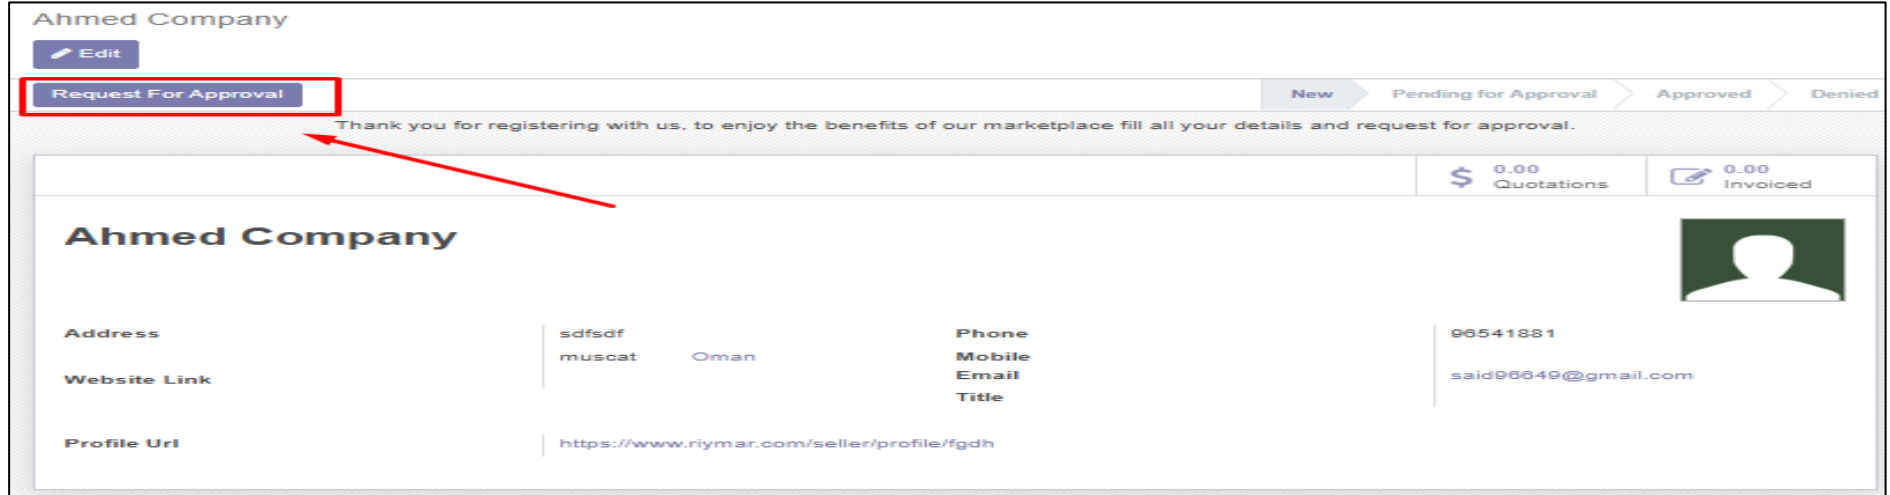 Ahmed Company
Edit
Request For Approval
New Pending for Approval Approved Denied
Thank you for registering with us, to enjoy the benefits of our marketplace fill all your details and request for approval.
$ 0.00 Quotations
0.00 Invoiced
Ahmed Company
Address sdfsdf
muscat Oman
Website Link
Phone 96541881
Mobile
Email said96649@gmail.com
Title
Profile Url https://www.riymar.com/seller/profile/fgdh